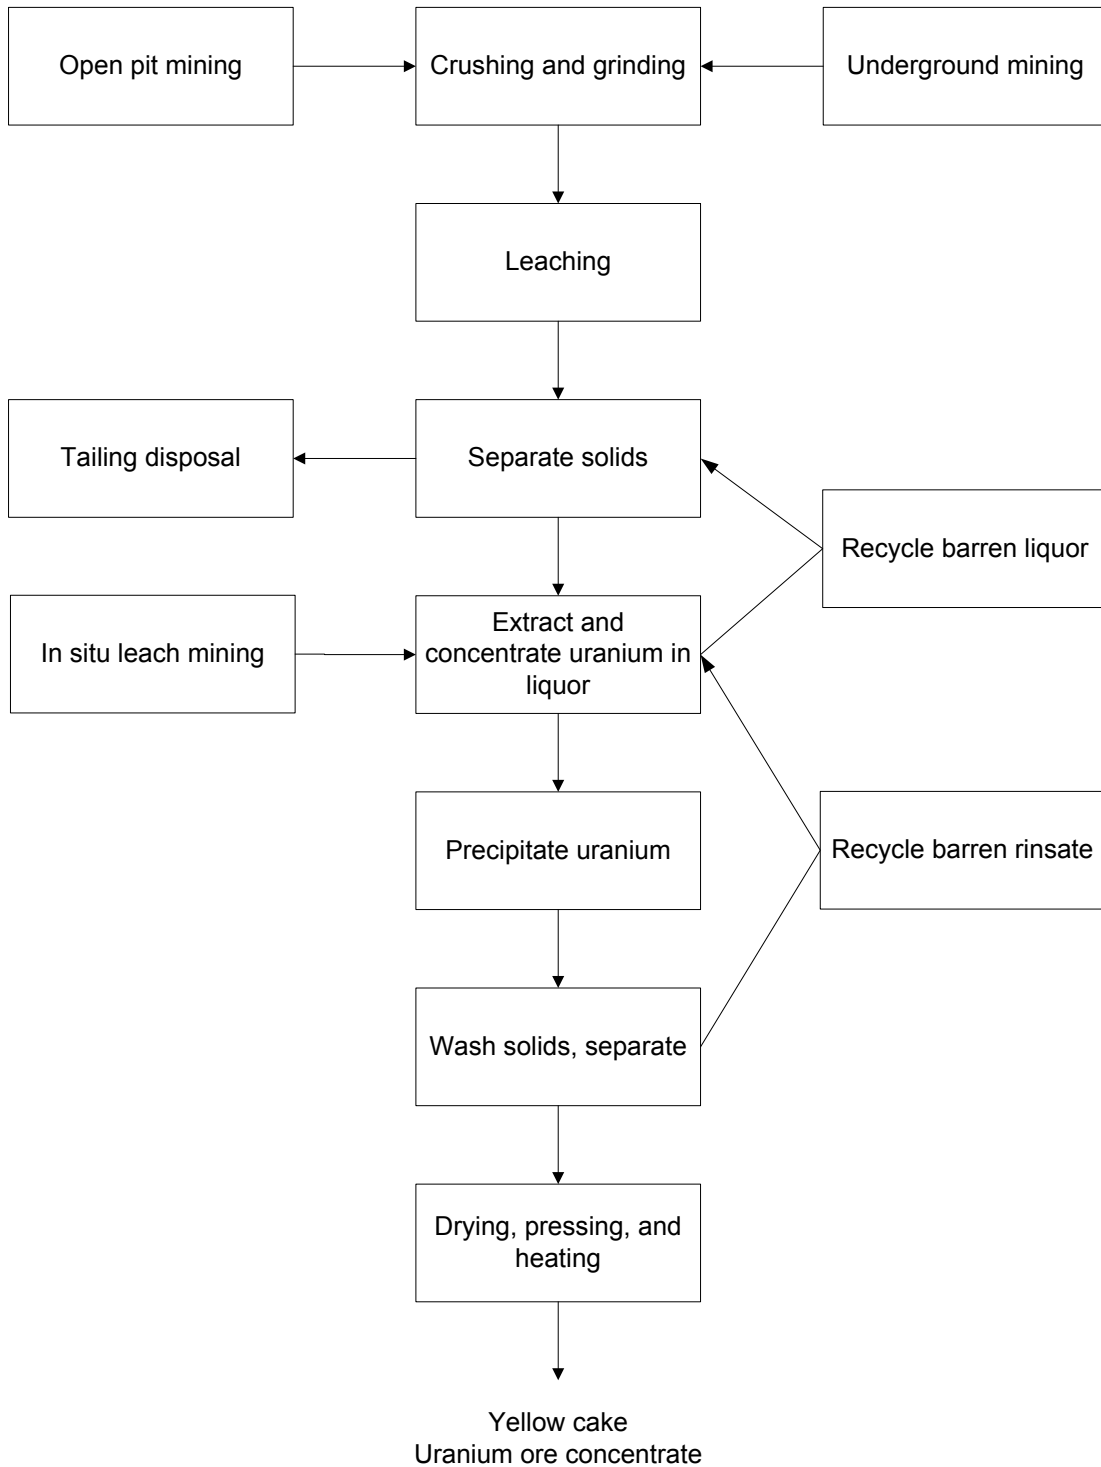 Open pit mining
Crushing and grinding
Underground mining
Leaching
Tailing disposal
Separate solids
Recycle barren liquor
In situ leach mining
Extract and
concentrate uranium in
liquor
Precipitate uranium
Recycle barren rinsate
Wash solids, separate
Drying, pressing, and
heating
Yellow cake
Uranium ore concentrate